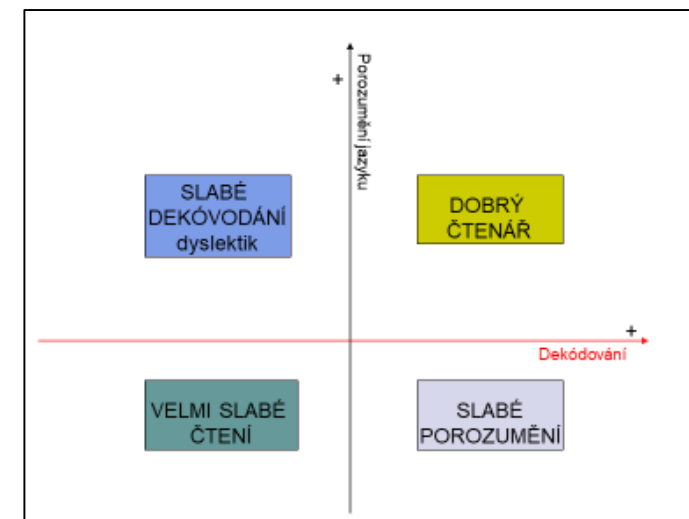 +
Porozumění jazyku
SLABÉ
DEKÓVODÁNÍ
dyslektik
DOBRÝ
ČTENÁŘ
+
Dekódování
VELMI SLABÉ
ČTENÍ
SLABÉ
POROZUMĚNÍ